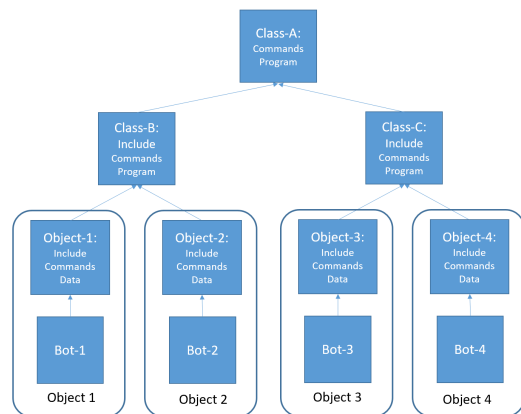 Class-A:
Commands
Program
Class-B:
Include
Commands
Program
Class-C:
Include
Commands
Program
Object-1:
Include
Commands
Data
Object-2:
Include
Commands
Data
Object-3:
Include
Commands
Data
Object-4:
Include
Commands
Data
Bot-1
Bot-2
Bot-3
Bot-4
Object 1
Object 2
Object 3
Object 4